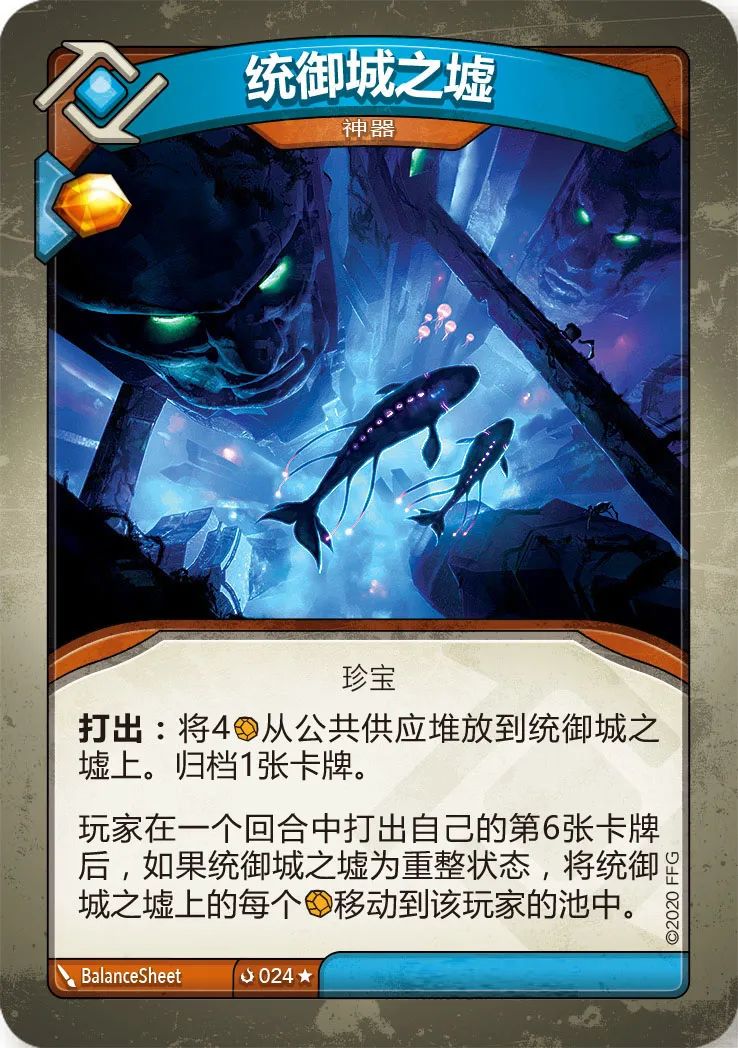 统御城之墟
神器
珍宝
打出：将4从公共供应堆放到统御城之
墟上。归档1张卡牌。
玩家在一个回合中打出自己的第6张卡牌
后，如果统御城之墟为重整状态，将统御
城之墟上的每个移动到该玩家的池中。
©2020 FFG
BalanceSheet
024★